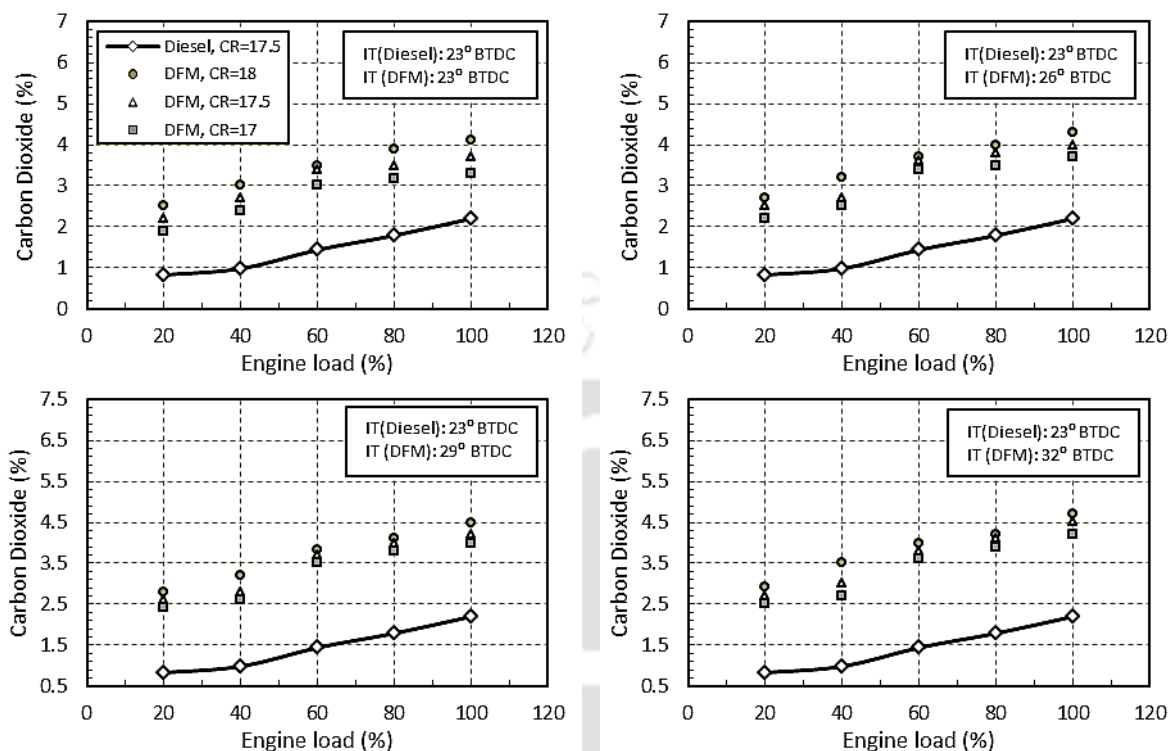 7
6
5
4
3
2
1
0
Carbon Dioxide (%)
Diesel, CR=17.5
DFM, CR=18
DFM, CR=17.5
DFM, CR=17
IT(Diesel): 23° BTDC
IT (DFM): 23° BTDC
0 20 40 60 80 100 120
Engine load (%)
7
6
5
4
3
2
1
0
Carbon Dioxide (%)
IT(Diesel): 23° BTDC
IT (DFM): 26° BTDC
0 20 40 60 80 100 120
Engine load (%)
7.5
6.5
5.5
4.5
3.5
2.5
1.5
0.5
Carbon Dioxide (%)
IT(Diesel): 23° BTDC
IT (DFM): 29° BTDC
0 20 40 60 80 100 120
Engine load (%)
7.5
6.5
5.5
4.5
3.5
2.5
1.5
0.5
Carbon Dioxide (%)
IT(Diesel): 23° BTDC
IT (DFM): 32° BTDC
0 20 40 60 80 100 120
Engine load (%)